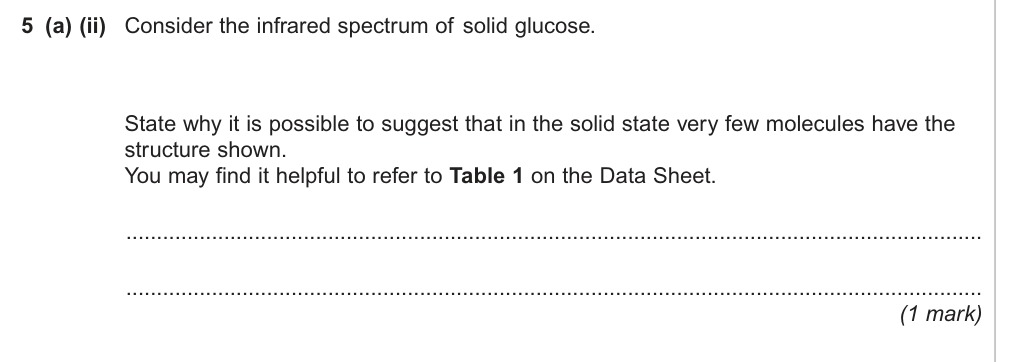 5 (a) (ii) Consider the infrared spectrum of solid glucose.
State why it is possible to suggest that in the solid state very few molecules have the
structure shown.
You may find it helpful to refer to Table 1 on the Data Sheet.
(1 mark)